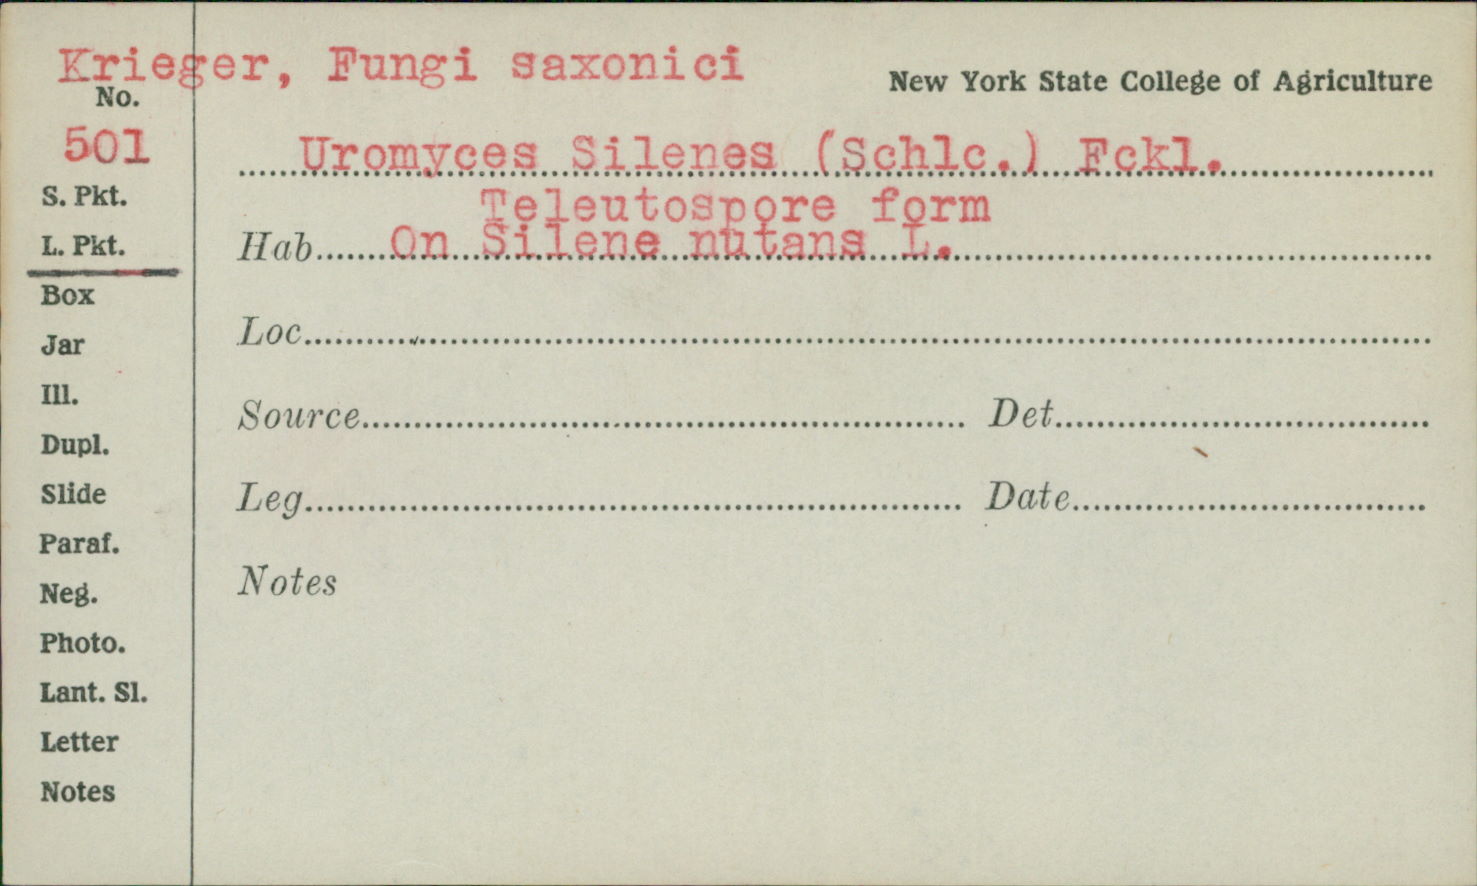 Krieger, Fungi saxonici
New York State College of Agriculture
No.
501
Uromyces Silenes (Schlc.) Fckl.
Teleutospore form
S. Pkt.
L. Pkt.
Hab......On Silene nutans L.
Box
Jar
Loc
Ill.
Source
Det
Dupl.
Slide
Leg
Date
Paraf.
Neg.
Notes
Photo.
Lant. Sl.
Letter
Notes